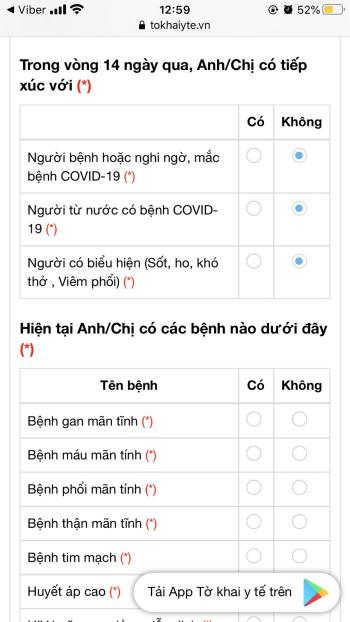 Viber 12:59 52%
tokhaiyte.vn
Trong vòng 14 ngày qua, Anh/Chị có tiếp
xúc với (*)
Có Không
Người bệnh hoặc nghi ngờ, mắc
bệnh COVID-19 (*)
Người từ nước có bệnh COVID-
19 (*)
Người có biểu hiện (Sốt, ho, khó
thở , Viêm phổi) (*)
Hiện tại Anh/Chị có các bệnh nào dưới đây
(*)
Tên bệnh Có Không
Bệnh gan mãn tĩnh (*)
Bệnh máu mãn tính (*)
Bệnh phổi mãn tính (*)
Bệnh thận mãn tĩnh (*)
Bệnh tim mạch (*)
Huyết áp cao (*) Tải App Tờ khai y tế trên